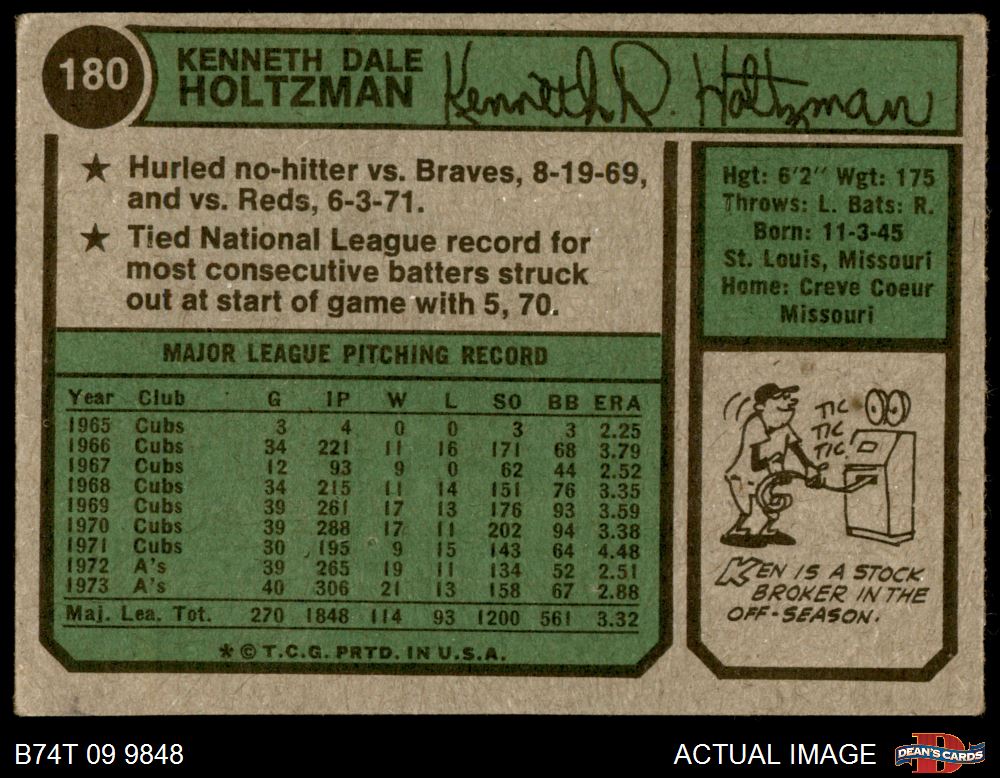 180
KENNETH DALE
HOLTZMAN
Kenneth D. Holtzman
★ Hurled no-hitter vs. Braves, 8-19-69,
and vs. Reds, 6-3-71.
★ Tied National League record for
most consecutive batters struck
out at start of game with 5, 70.
Hgt: 6'2" Wgt: 175
Throws: L. Bats: R.
Born: 11-3-45
St. Louis, Missouri
Home: Creve Coeur
Missouri
MAJOR LEAGUE PITCHING RECORD
Year Club G IP W L SO BB ERA
1965 Cubs 3 4 0 0 3 3 2.25
1966 Cubs 34 221 11 16 171 68 3.79
1967 Cubs 12 93 9 0 62 44 2.52
1968 Cubs 34 215 11 14 151 76 3.35
1969 Cubs 39 261 17 13 176 93 3.59
1970 Cubs 39 288 17 11 202 94 3.38
1971 Cubs 30 195 9 15 143 64 4.48
1972 A's 39 265 19 11 134 52 2.51
1973 A's 40 306 21 13 158 67 2.88
Maj. Lea. Tot. 270 1848 114 93 1200 561 3.32
* © T.C.G. PRTD. IN U.S.A.
TIC
TIC
TIC
KEN IS A STOCK
BROKER IN THE
OFF-SEASON.
B74T 09 9848
ACTUAL IMAGE
D
DEAN'S CARDS